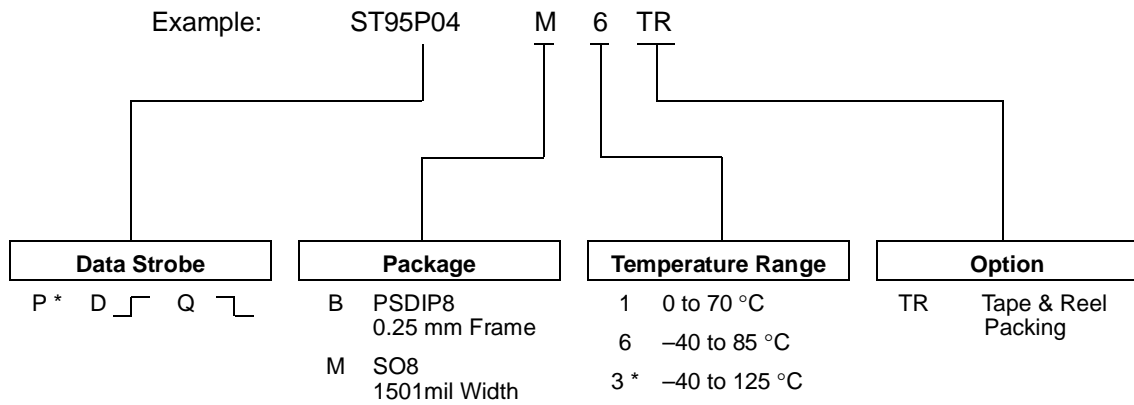 Example: ST95P04 M 6 TR
Data Strobe
P * D Q
Package
B PSDIP8
0.25 mm Frame
M SO8
1501mil Width
Temperature Range
1 0 to 70 °C
6 –40 to 85 °C
3 * –40 to 125 °C
Option
TR Tape & Reel
Packing